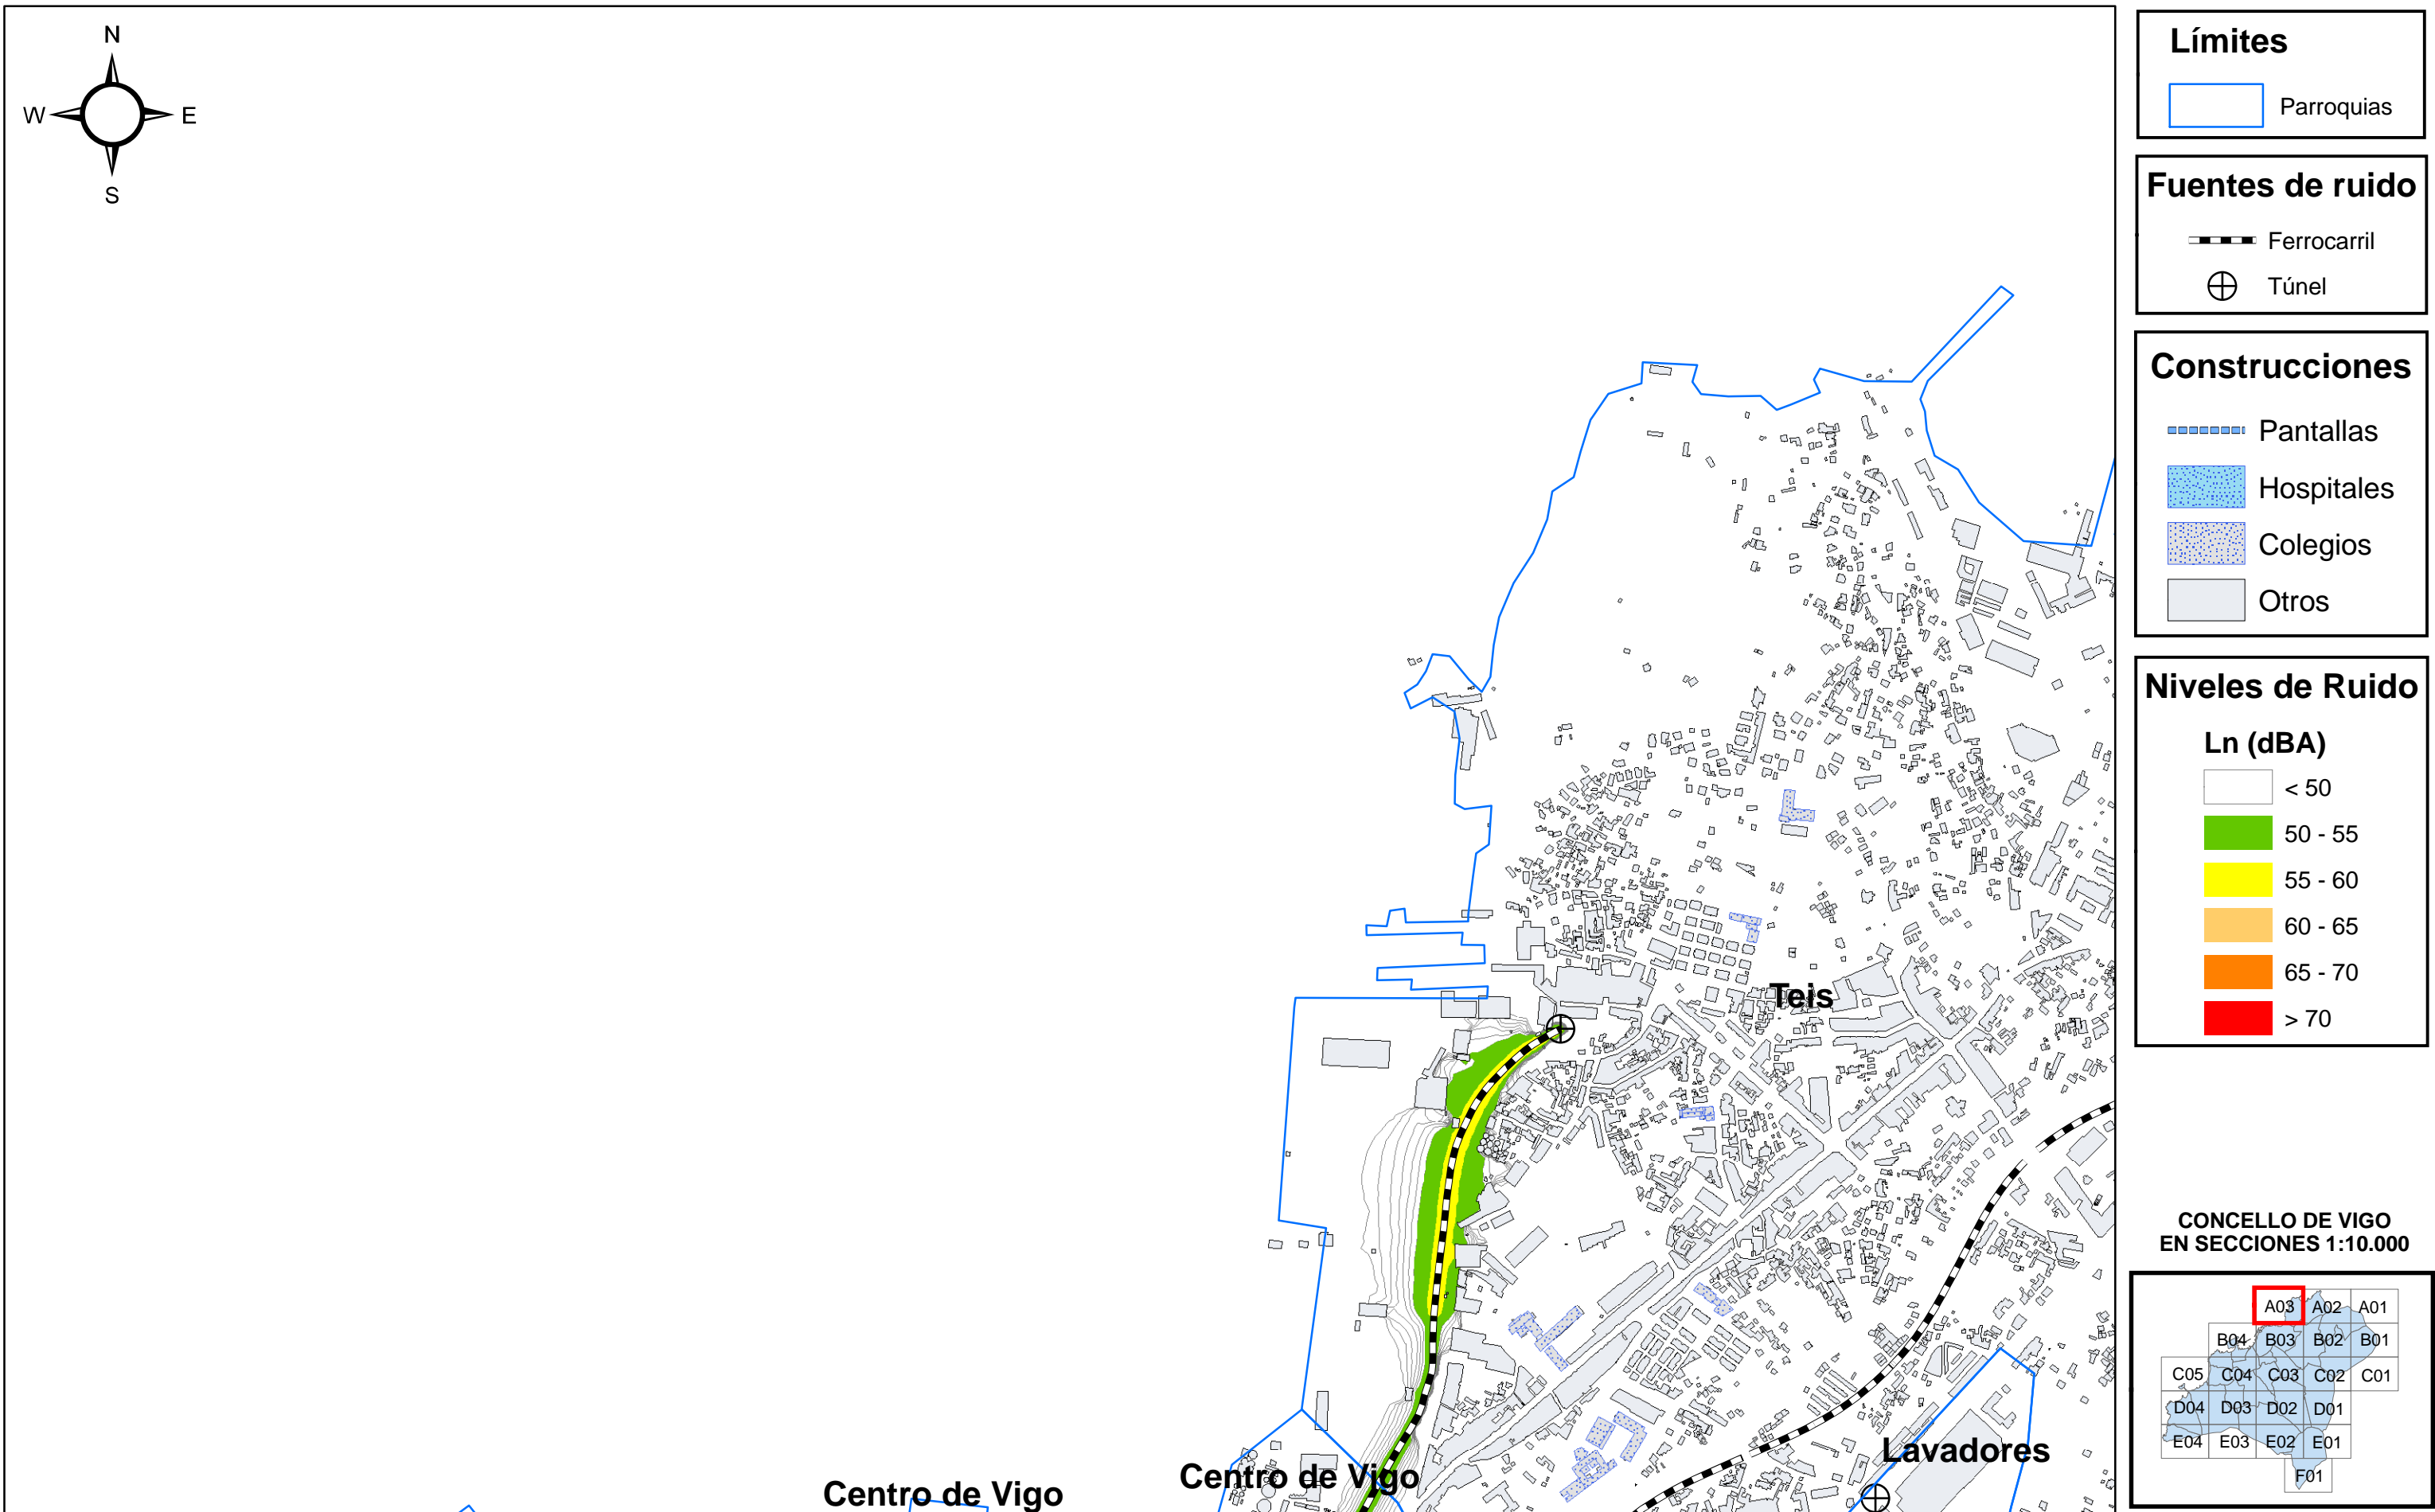 N
W
E
S
Teis
Lavadores
Centro de Vigo
Centro de Vigo
Límites
Parroquias
Fuentes de ruido
Ferrocarril
Túnel
Construcciones
Pantallas
Hospitales
Colegios
Otros
Niveles de Ruido
Ln (dBA)
< 50
50 - 55
55 - 60
60 - 65
65 - 70
> 70
CONCELLO DE VIGO
EN SECCIONES 1:10.000
A03 A02 A01
B04 B03 B02 B01
C05 C04 C03 C02 C01
D04 D03 D02 D01
E04 E03 E02 E01
F01